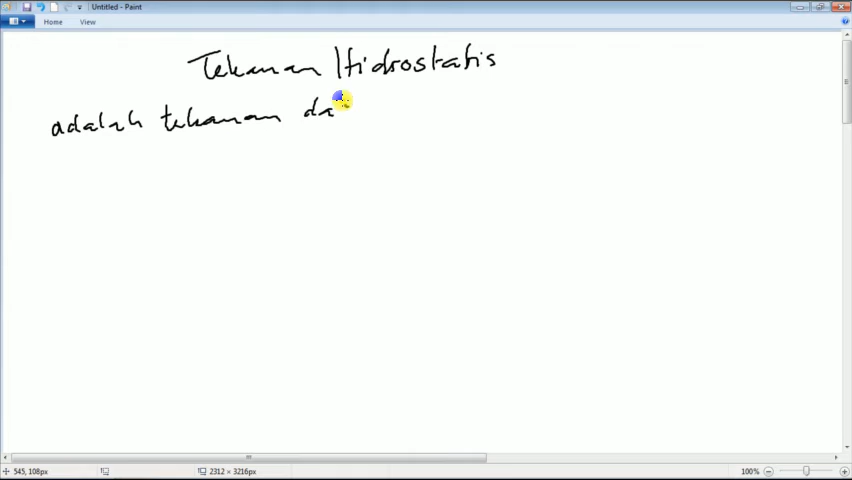 Untitled - Paint
Home View
Tekanan Hidrostatis
adalah tekanan da
545, 108px 2312 × 3216px 100%